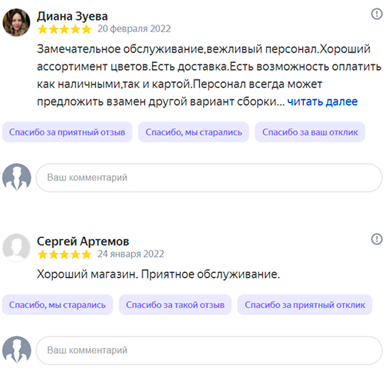 Диана Зуева
20 февраля 2022
Замечательное обслуживание,вежливый персонал.Хороший
ассортимент цветов.Есть доставка.Есть возможность оплатить
как наличными,так и картой.Персонал всегда может
предложить взамен другой вариант сборки... читать далее
Спасибо за приятный отзыв Спасибо, мы старались Спасибо за ваш отклик
Ваш комментарий
Сергей Артемов
24 января 2022
Хороший магазин. Приятное обслуживание.
Спасибо, мы старались Спасибо за такой отзыв Спасибо за приятный отклик
Ваш комментарий